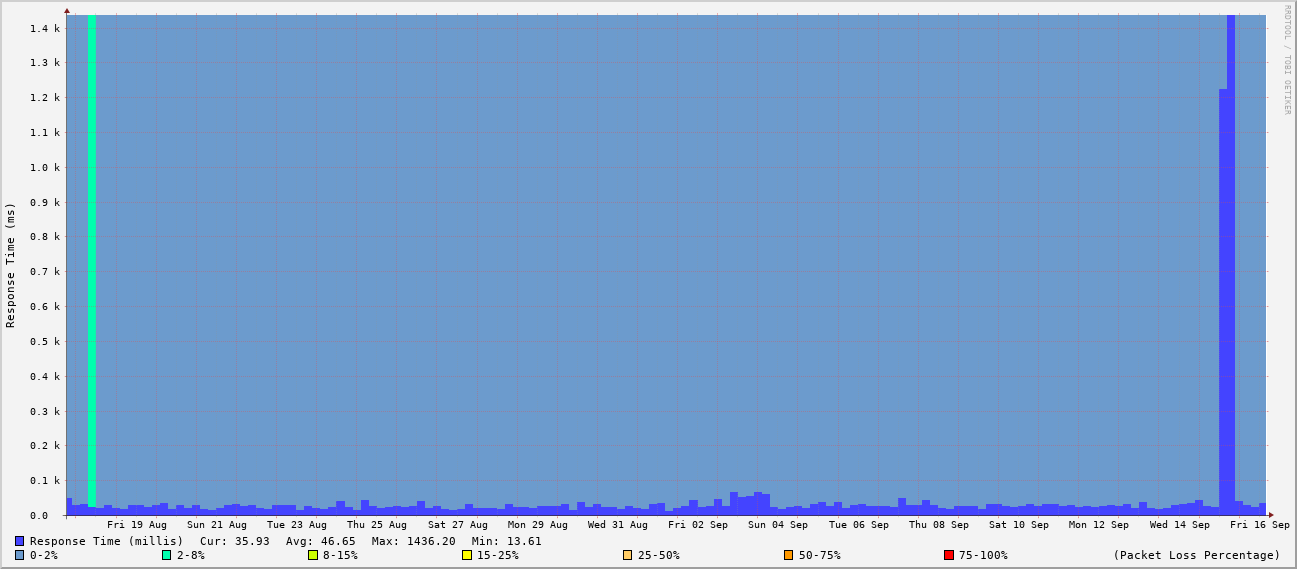 RRDTOOL / TOBI OETIKER
Response Time (ms)
1.4 k
1.3 k
1.2 k
1.1 k
1.0 k
0.9 k
0.8 k
0.7 k
0.6 k
0.5 k
0.4 k
0.3 k
0.2 k
0.1 k
0.0
Fri 19 Aug Sun 21 Aug Tue 23 Aug Thu 25 Aug Sat 27 Aug Mon 29 Aug Wed 31 Aug Fri 02 Sep Sun 04 Sep Tue 06 Sep Thu 08 Sep Sat 10 Sep Mon 12 Sep Wed 14 Sep Fri 16 Sep
Response Time (millis) Cur: 35.93 Avg: 46.65 Max: 1436.20 Min: 13.61
0-2% 2-8% 8-15% 15-25% 25-50% 50-75% 75-100% (Packet Loss Percentage)